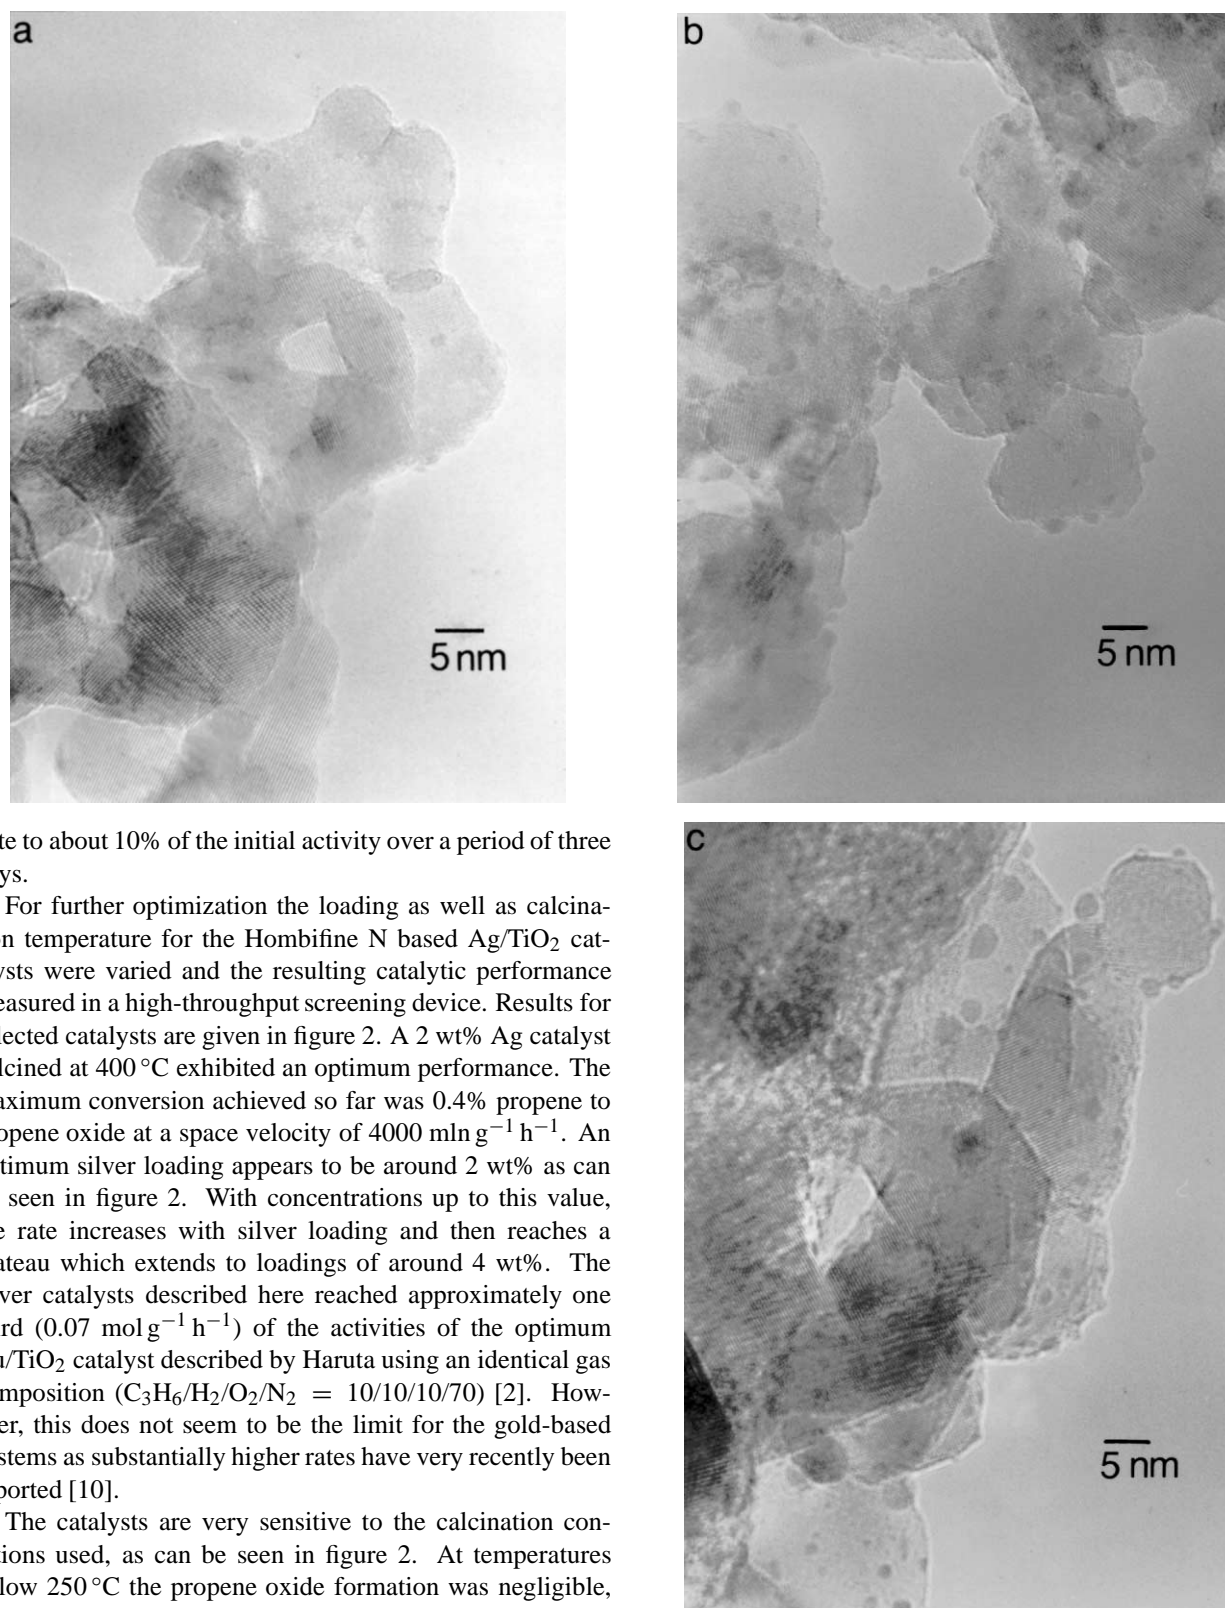 a
b
5 nm
5 nm
te to about 10% of the initial activity over a period of three
ys.
For further optimization the loading as well as calcina-
on temperature for the Hombifine N based Ag/TiO₂ cat-
ysts were varied and the resulting catalytic performance
easured in a high-throughput screening device. Results for
lected catalysts are given in figure 2. A 2 wt% Ag catalyst
lcined at 400 °C exhibited an optimum performance. The
aximum conversion achieved so far was 0.4% propene to
opene oxide at a space velocity of 4000 mln g⁻¹ h⁻¹. An
timum silver loading appears to be around 2 wt% as can
seen in figure 2. With concentrations up to this value,
e rate increases with silver loading and then reaches a
ateau which extends to loadings of around 4 wt%. The
ver catalysts described here reached approximately one
ird (0.07 mol g⁻¹ h⁻¹) of the activities of the optimum
u/TiO₂ catalyst described by Haruta using an identical gas
mposition (C₃H₆/H₂/O₂/N₂ = 10/10/10/70) [2]. How-
er, this does not seem to be the limit for the gold-based
stems as substantially higher rates have very recently been
ported [10].
The catalysts are very sensitive to the calcination con-
tions used, as can be seen in figure 2. At temperatures
low 250 °C the propene oxide formation was negligible,
c
5 nm